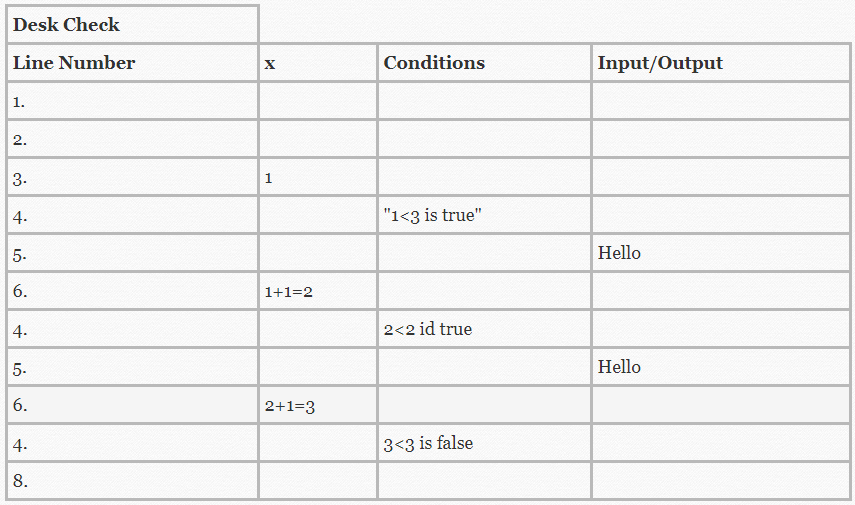 Desk Check
Line Number x Conditions Input/Output
1.
2.
3. 1
4. "1<3 is true"
5. Hello
6. 1+1=2
4. 2<2 id true
5. Hello
6. 2+1=3
4. 3<3 is false
8.